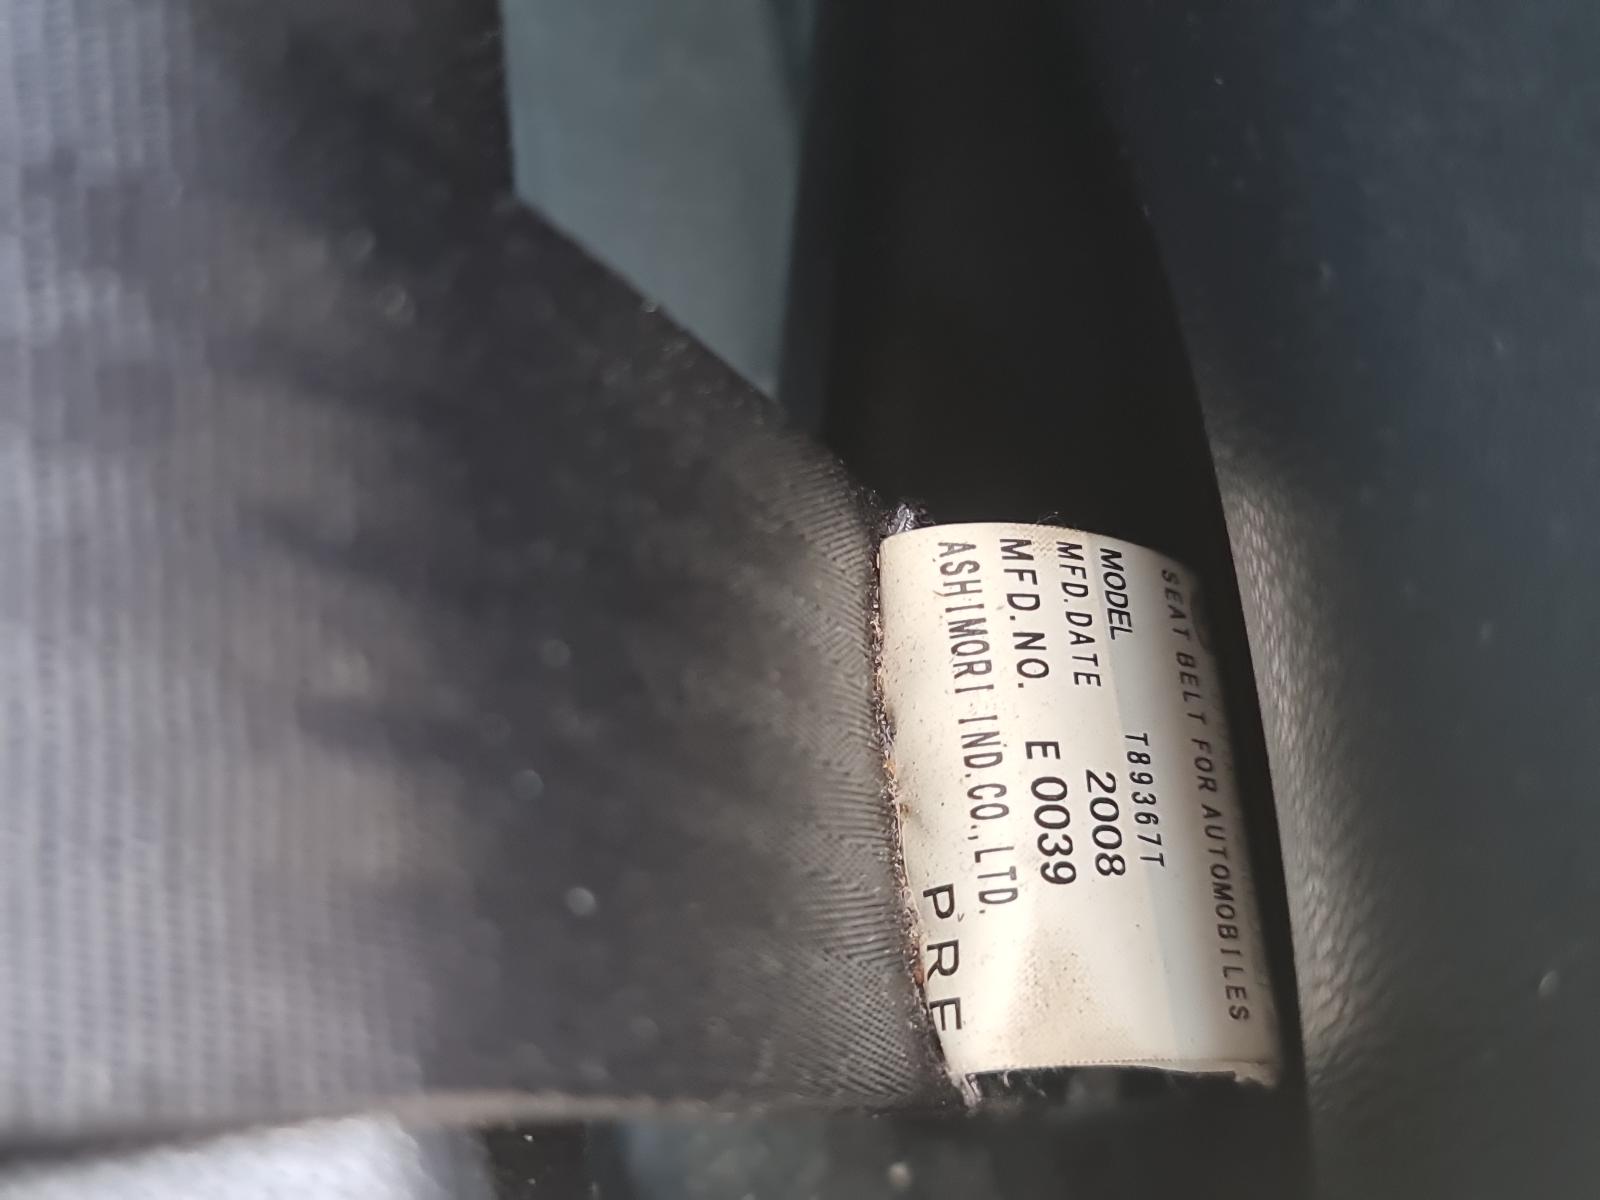 SEAT BELT FOR AUTOMOBILES
MODEL T89367T
MFD.DATE 2008
MFD.NO. E 0039
ASHIMORI IND.CO.,LTD.
PRE